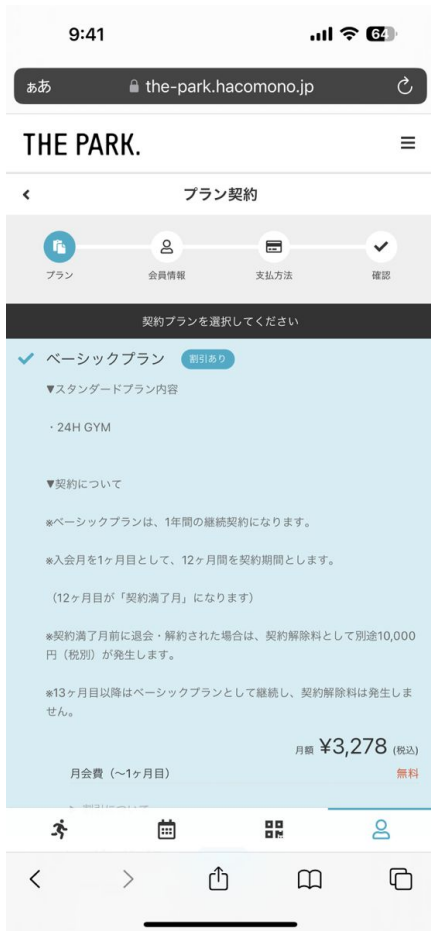 9:41
64
ぁあ the-park.hacomono.jp
THE PARK.
プラン契約
プラン 会員情報 支払方法 確認
契約プランを選択してください
ベーシックプラン 割引あり
▼スタンダードプラン内容
・24H GYM
▼契約について
※ベーシックプランは、1年間の継続契約になります。
※入会月を1ヶ月目として、12ヶ月間を契約期間とします。
（12ヶ月目が「契約満了月」になります）
※契約満了月前に退会・解約された場合は、契約解除料として別途10,000
円（税別）が発生します。
※13ヶ月目以降はベーシックプランとして継続し、契約解除料は発生しま
せん。
月額 ¥3,278 (税込)
月会費（〜1ヶ月目） 無料